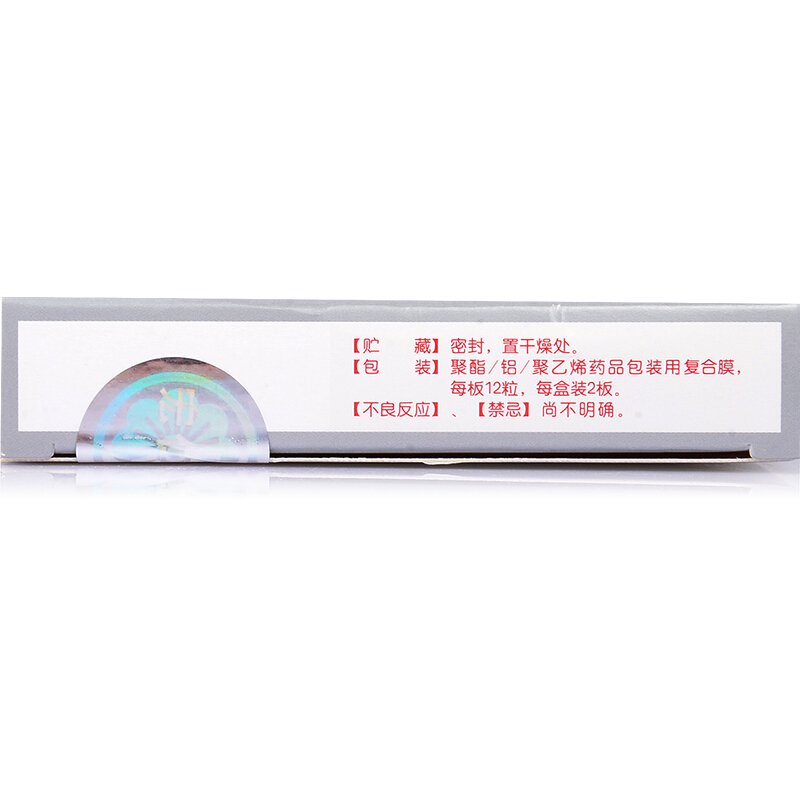 【贮　　藏】密封，置干燥处。
【包　　装】聚酯/铝/聚乙烯药品包装用复合膜，
每板12粒，每盒装2板。
【不良反应】、【禁忌】尚不明确。